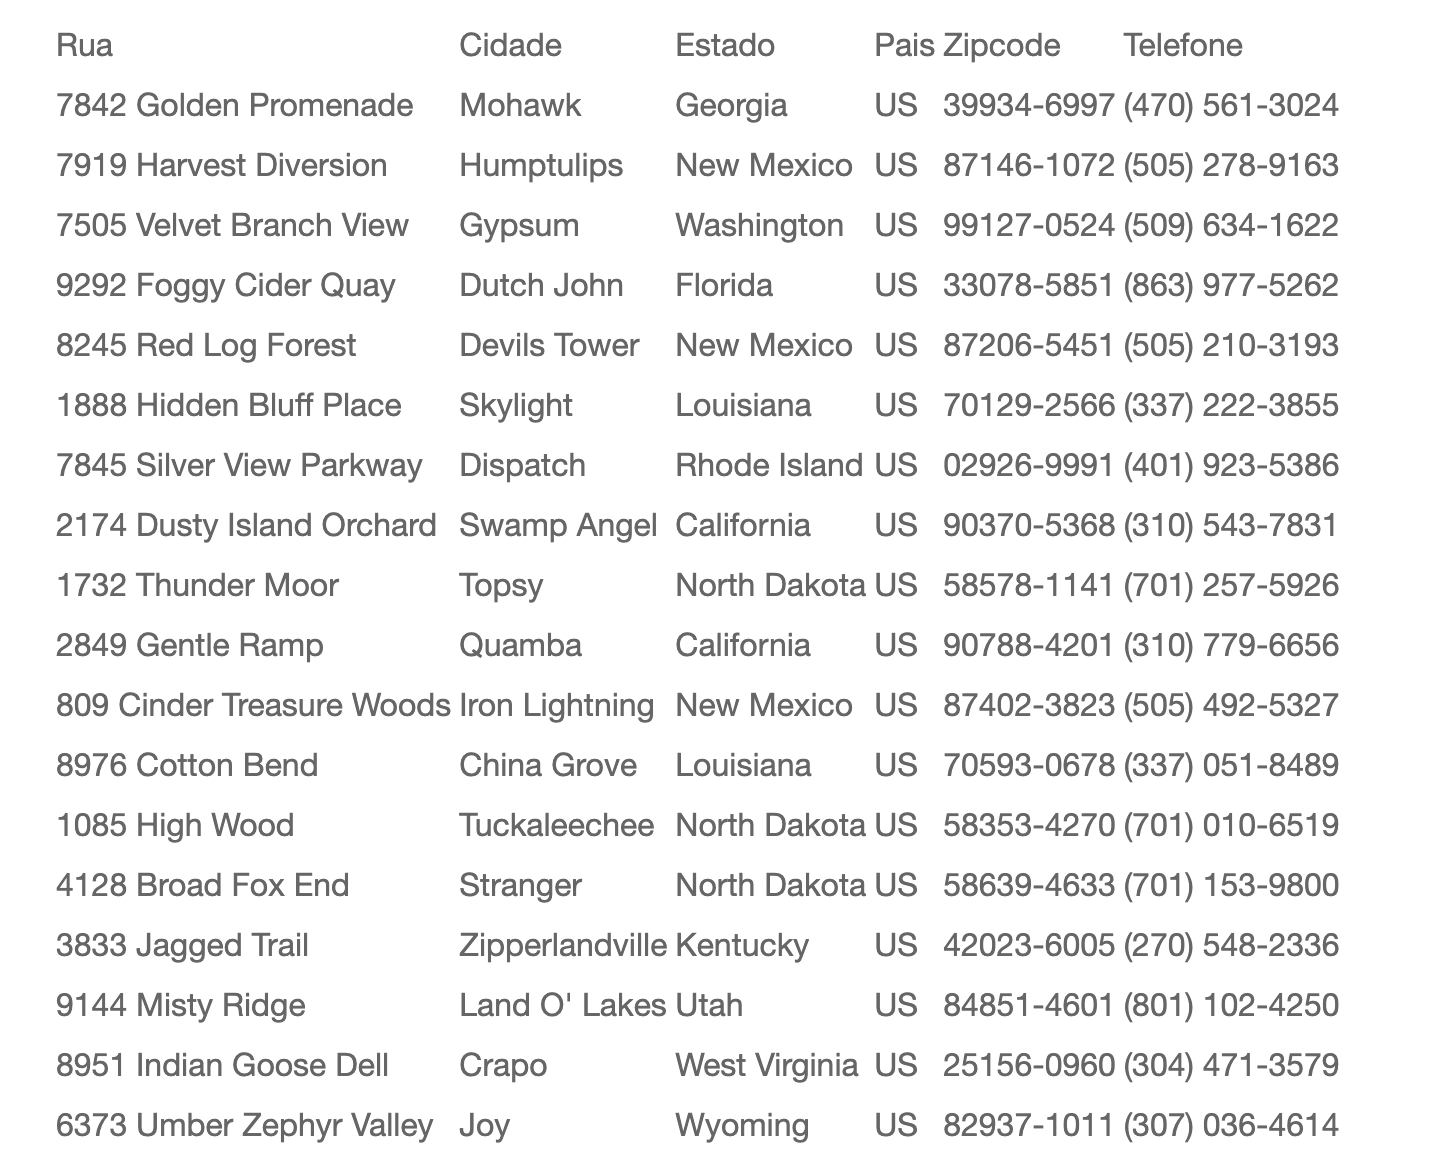 Rua Cidade Estado Pais Zipcode Telefone
7842 Golden Promenade Mohawk Georgia US 39934-6997 (470) 561-3024
7919 Harvest Diversion Humptulips New Mexico US 87146-1072 (505) 278-9163
7505 Velvet Branch View Gypsum Washington US 99127-0524 (509) 634-1622
9292 Foggy Cider Quay Dutch John Florida US 33078-5851 (863) 977-5262
8245 Red Log Forest Devils Tower New Mexico US 87206-5451 (505) 210-3193
1888 Hidden Bluff Place Skylight Louisiana US 70129-2566 (337) 222-3855
7845 Silver View Parkway Dispatch Rhode Island US 02926-9991 (401) 923-5386
2174 Dusty Island Orchard Swamp Angel California US 90370-5368 (310) 543-7831
1732 Thunder Moor Topsy North Dakota US 58578-1141 (701) 257-5926
2849 Gentle Ramp Quamba California US 90788-4201 (310) 779-6656
809 Cinder Treasure Woods Iron Lightning New Mexico US 87402-3823 (505) 492-5327
8976 Cotton Bend China Grove Louisiana US 70593-0678 (337) 051-8489
1085 High Wood Tuckaleechee North Dakota US 58353-4270 (701) 010-6519
4128 Broad Fox End Stranger North Dakota US 58639-4633 (701) 153-9800
3833 Jagged Trail Zipperlandville Kentucky US 42023-6005 (270) 548-2336
9144 Misty Ridge Land O' Lakes Utah US 84851-4601 (801) 102-4250
8951 Indian Goose Dell Crapo West Virginia US 25156-0960 (304) 471-3579
6373 Umber Zephyr Valley Joy Wyoming US 82937-1011 (307) 036-4614